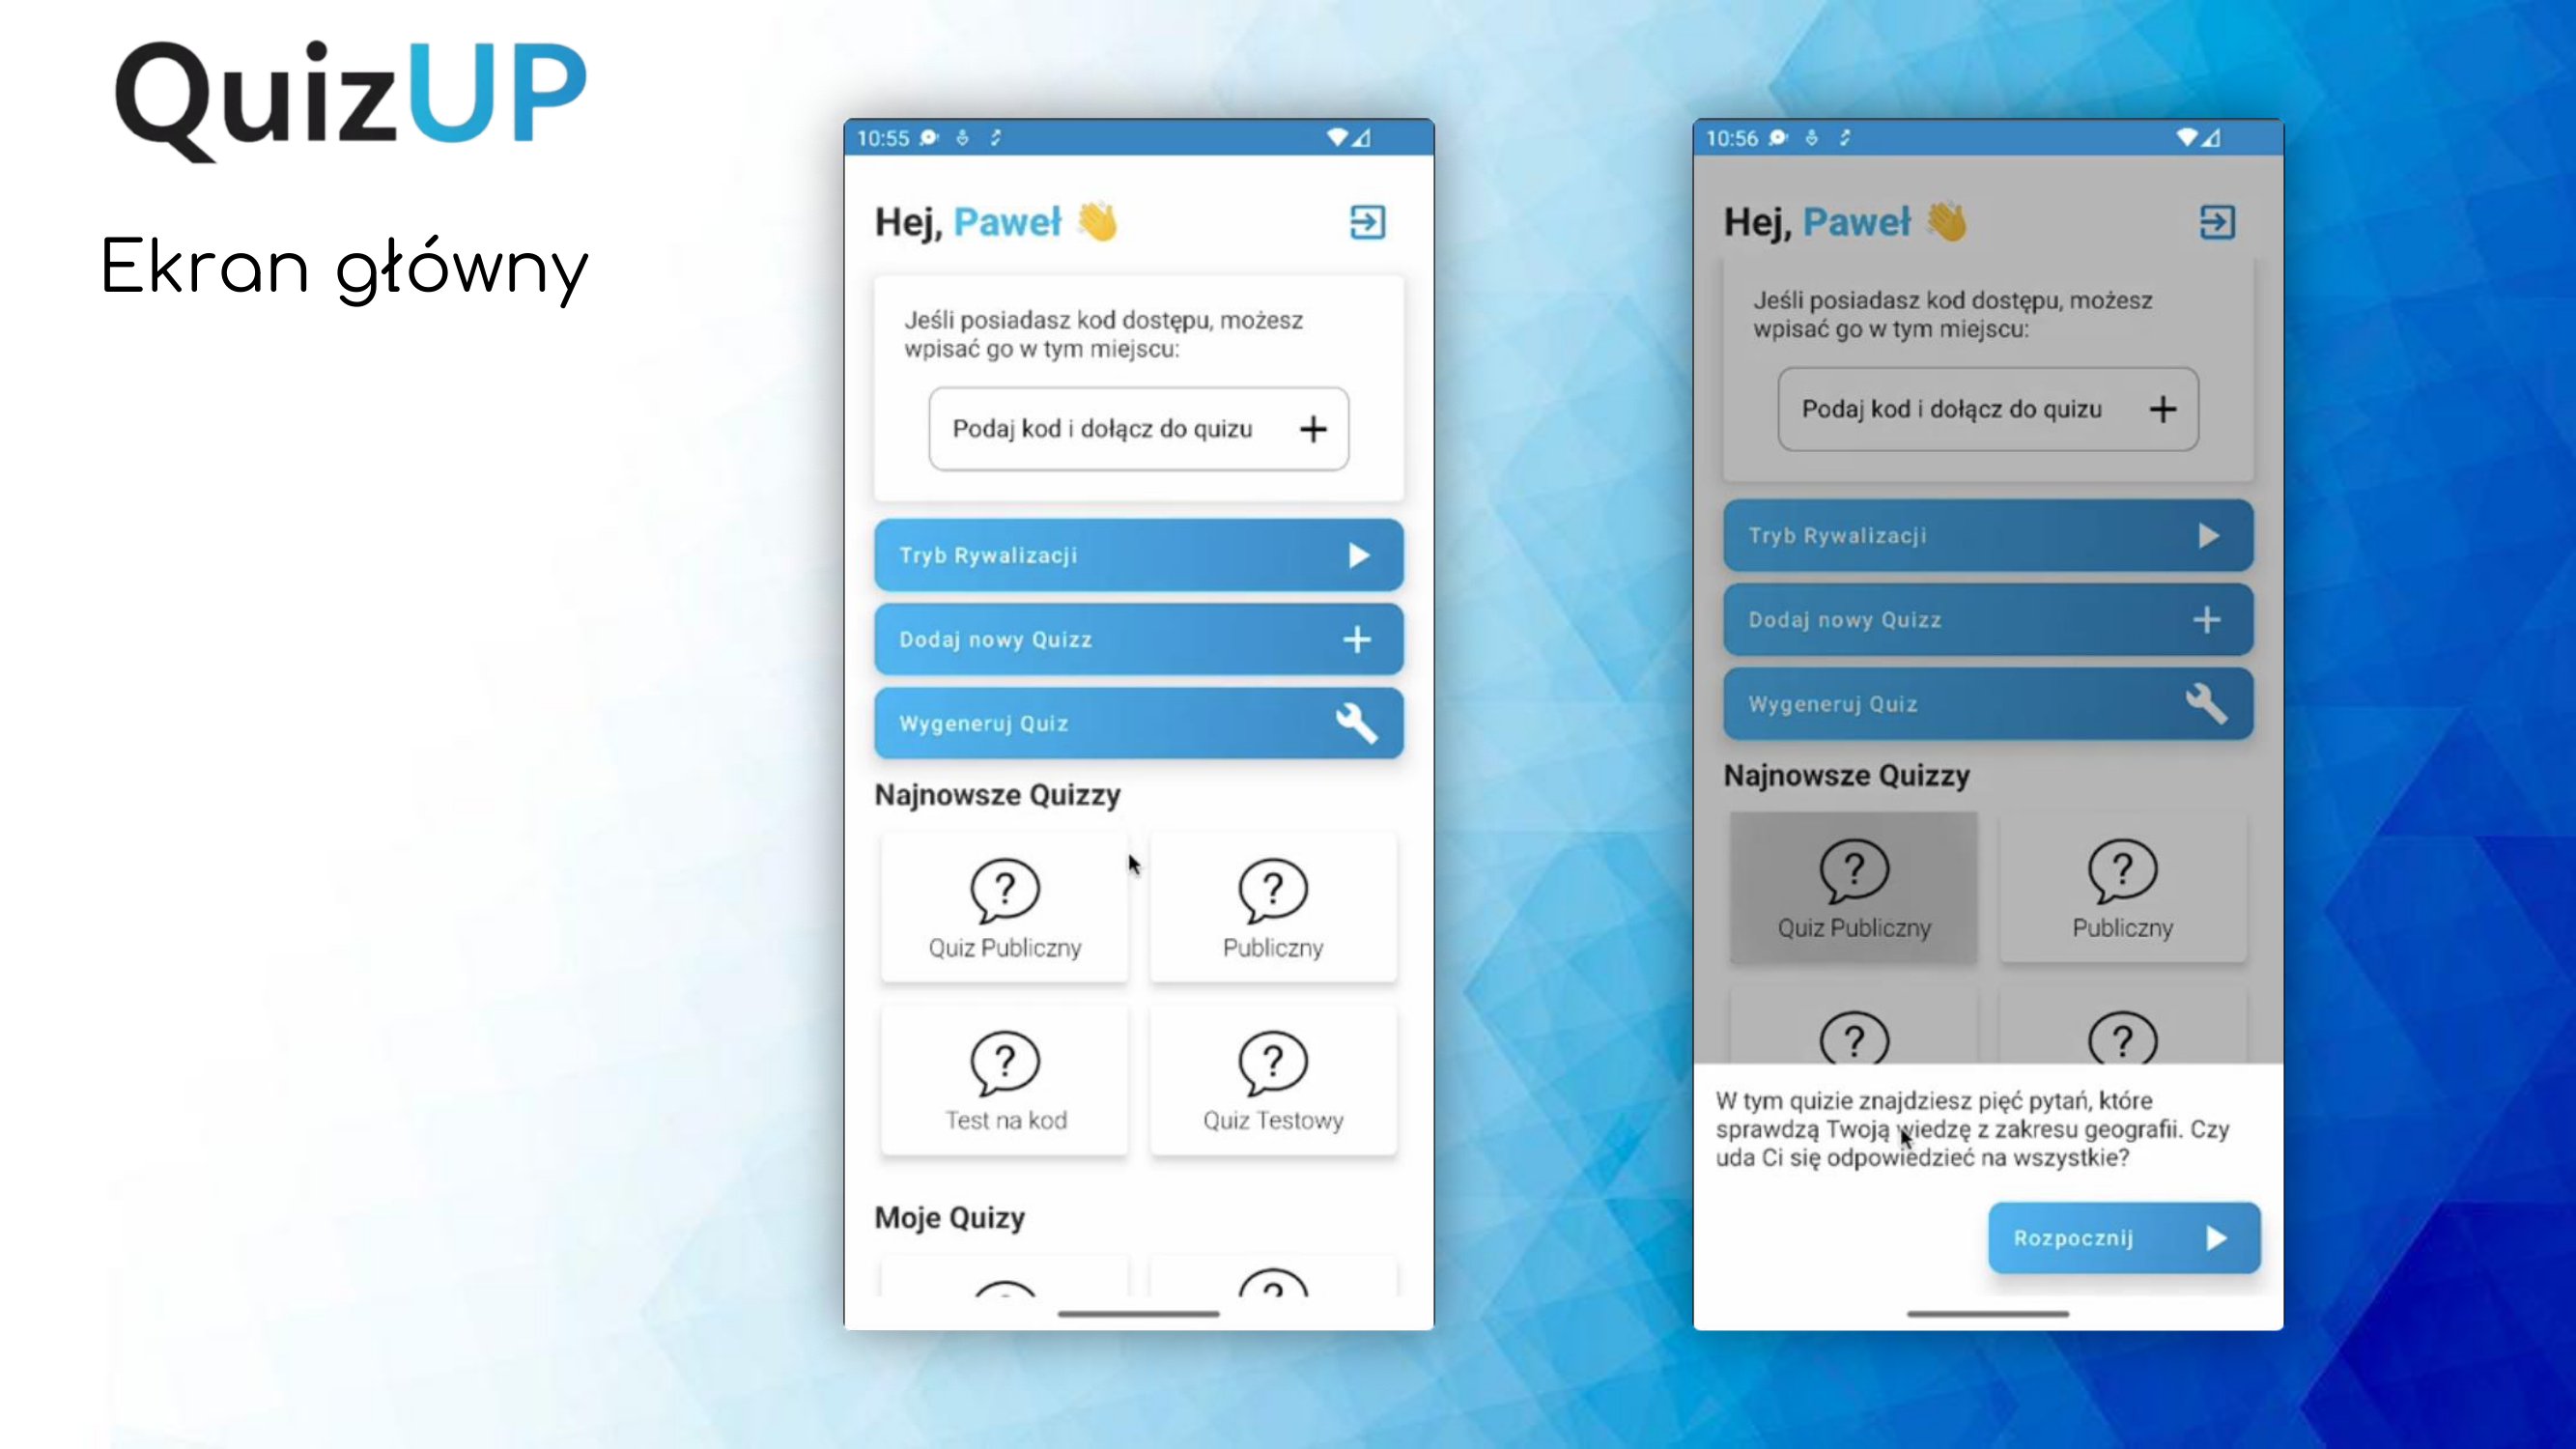 QuizUP
Ekran główny
10:55
Hej, Paweł 👋
Jeśli posiadasz kod dostępu, możesz
wpisać go w tym miejscu:
Podaj kod i dołącz do quizu +
Tryb Rywalizacji
Dodaj nowy Quizz +
Wygeneruj Quiz
Najnowsze Quizzy
Quiz Publiczny
Publiczny
Test na kod
Quiz Testowy
Moje Quizy
10:56
Hej, Paweł 👋
Jeśli posiadasz kod dostępu, możesz
wpisać go w tym miejscu:
Podaj kod i dołącz do quizu +
Tryb Rywalizacji
Dodaj nowy Quizz +
Wygeneruj Quiz
Najnowsze Quizzy
Quiz Publiczny
Publiczny
W tym quizie znajdziesz pięć pytań, które
sprawdzą Twoją wiedzę z zakresu geografii. Czy
uda Ci się odpowiedzieć na wszystkie?
Rozpocznij